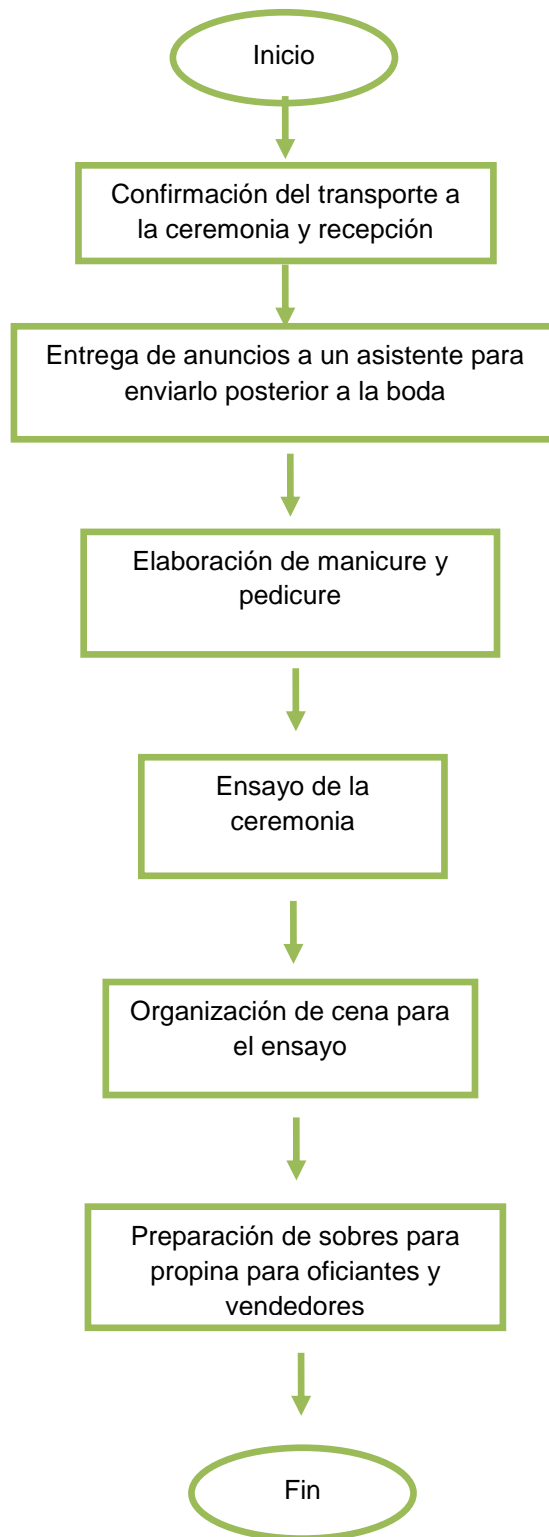 Inicio
Confirmación del transporte a
la ceremonia y recepción
Entrega de anuncios a un asistente para
enviarlo posterior a la boda
Elaboración de manicure y
pedicure
Ensayo de la
ceremonia
Organización de cena para
el ensayo
Preparación de sobres para
propina para oficiantes y
vendedores
Fin